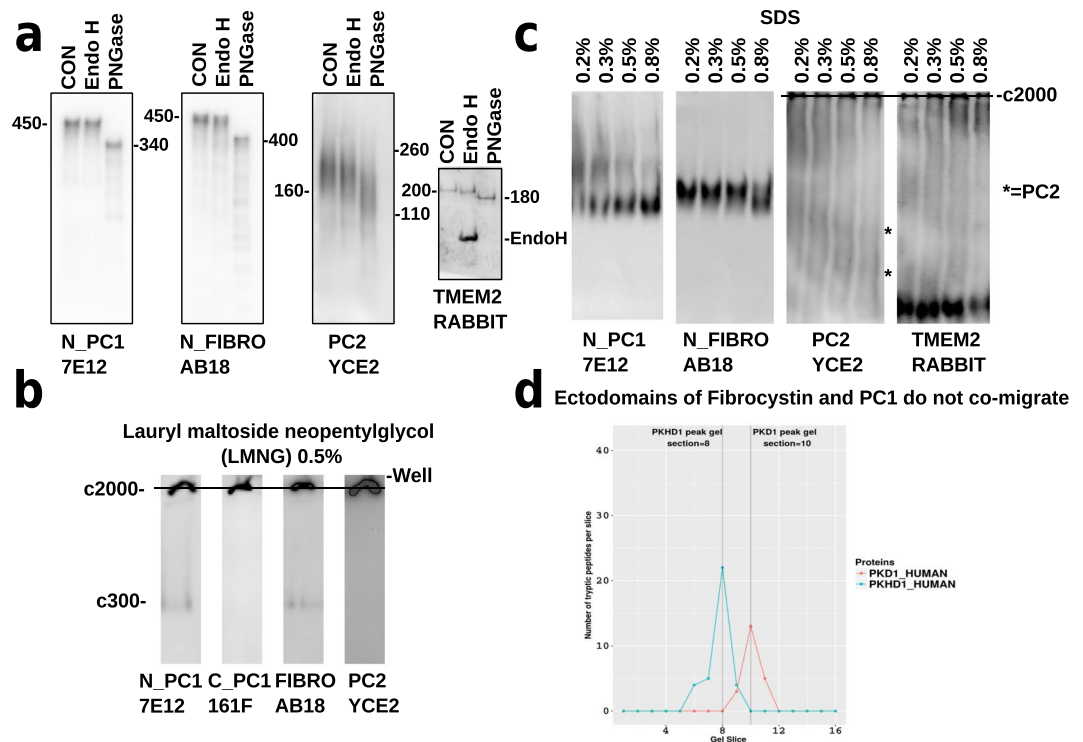 a
CON
Endo H
PNGase
CON
Endo H
PNGase
CON
Endo H
PNGase
450-
-340
450-
-400
160-
-260
-110
CON
Endo H
PNGase
200-
-180
-EndoH
TMEM2
RABBIT
N_PC1
7E12
N_FIBRO
AB18
PC2
YCE2
b
Lauryl maltoside neopentylglycol
(LMNG) 0.5%
-Well
c2000-
c300-
N_PC1
7E12
C_PC1
161F
FIBRO
AB18
PC2
YCE2
c
SDS
0.2%
0.3%
0.5%
0.8%
0.2%
0.3%
0.5%
0.8%
0.2%
0.3%
0.5%
0.8%
0.2%
0.3%
0.5%
0.8%
-c2000
*=PC2
*
*
N_PC1
7E12
N_FIBRO
AB18
PC2
YCE2
TMEM2
RABBIT
d
Ectodomains of Fibrocystin and PC1 do not co-migrate
PKHD1 peak gel
section=8
PKD1 peak gel
section=10
40
30
20
10
0
Number of tryptic peptides per slice
4
8
12
16
Gel Slice
Proteins
PKD1_HUMAN
PKHD1_HUMAN